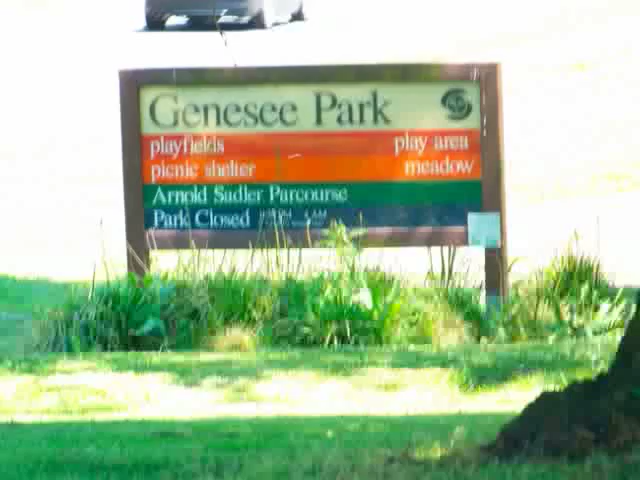 Genesee Park
playfields play area
picnic shelter meadow
Arnold Sadler Parcourse
Park Closed